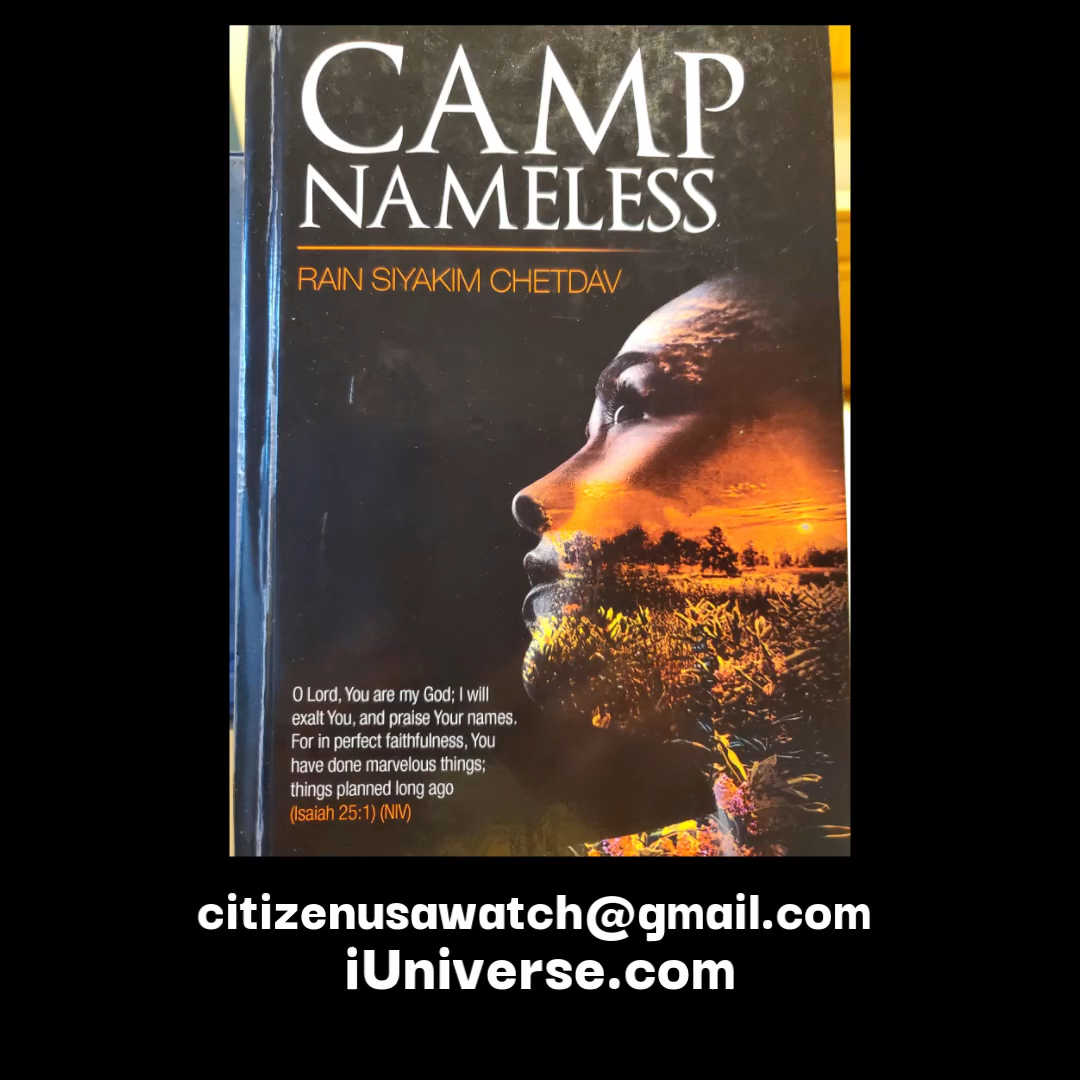 CAMP
NAMELESS
RAIN SIYAKIM CHETDAV
O Lord, You are my God; I will
exalt You, and praise Your names.
For in perfect faithfulness, You
have done marvelous things;
things planned long ago
(Isaiah 25:1) (NIV)
citizenusawatch@gmail.com
iUniverse.com